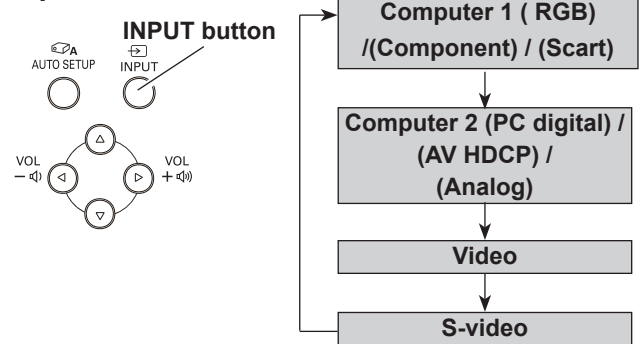 INPUT button
A
AUTO SETUP
INPUT
VOL
−
VOL
+
Computer 1 ( RGB)
/(Component) / (Scart)
Computer 2 (PC digital) /
(AV HDCP) /
(Analog)
Video
S-video